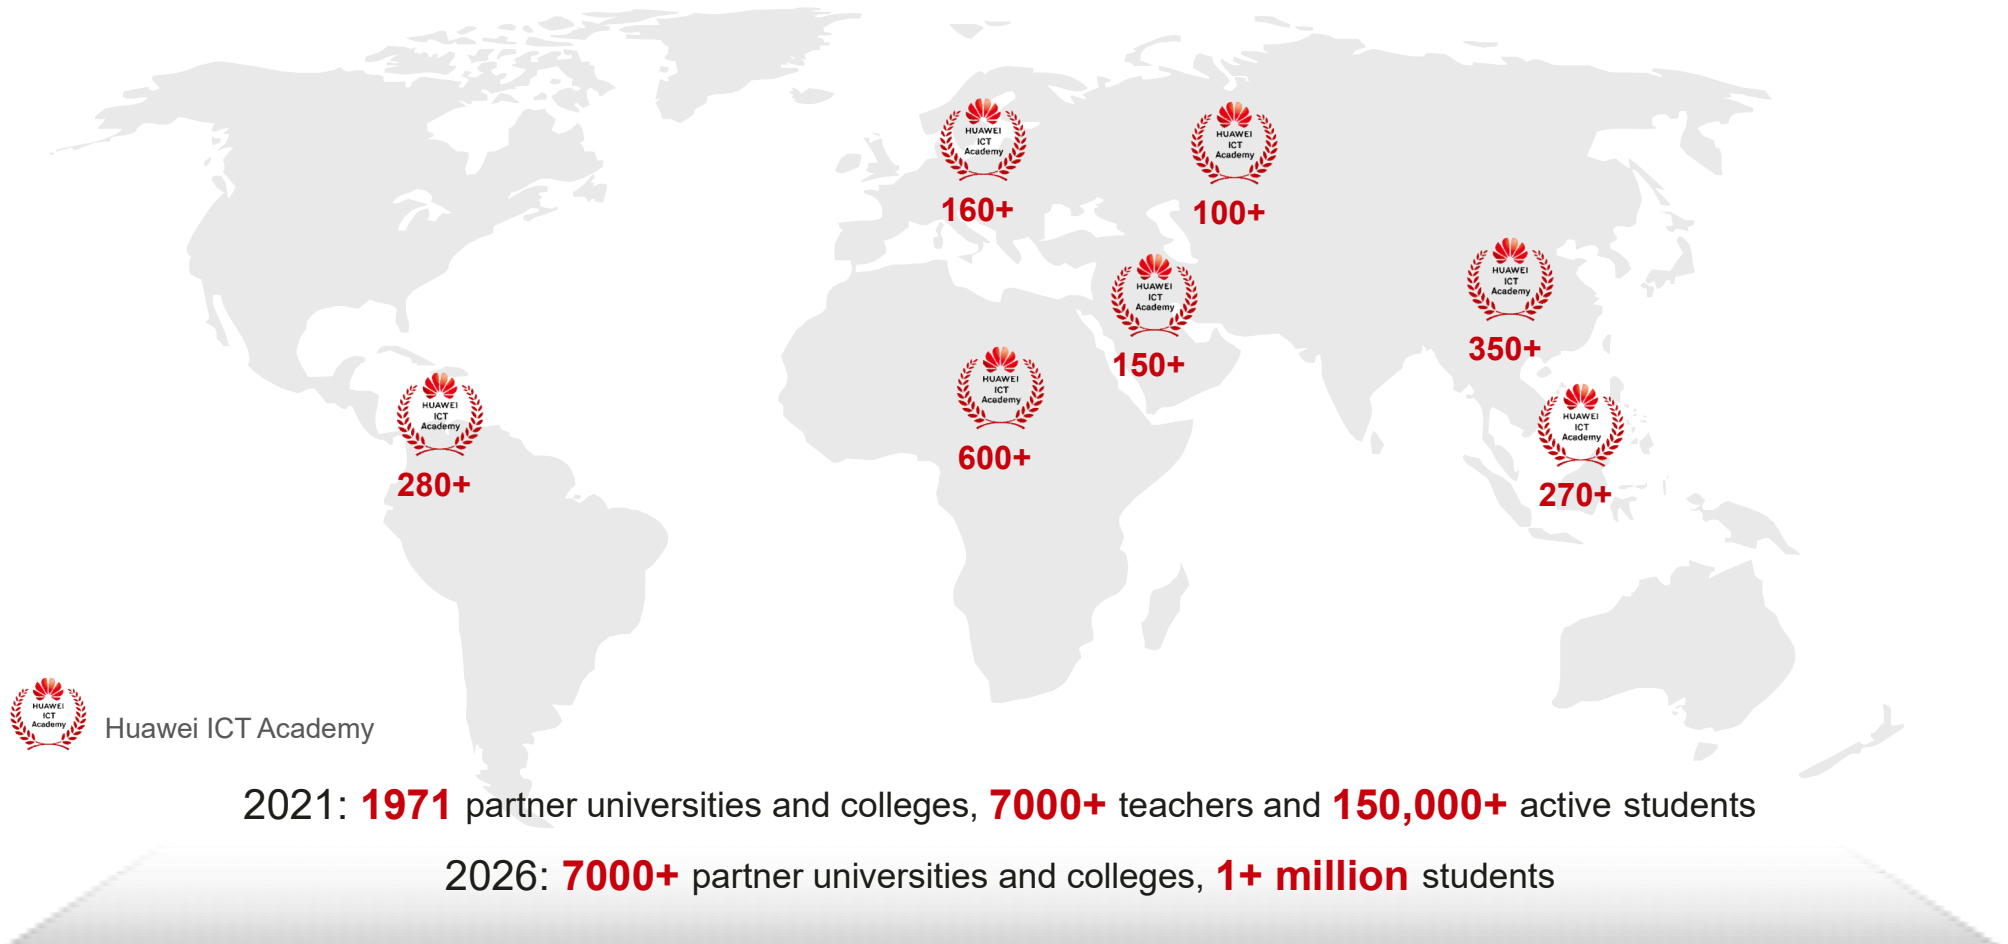 HUAWEI
ICT
Academy
160+
HUAWEI
ICT
Academy
100+
HUAWEI
ICT
Academy
350+
HUAWEI
ICT
Academy
150+
HUAWEI
ICT
Academy
600+
HUAWEI
ICT
Academy
280+
HUAWEI
ICT
Academy
270+
HUAWEI
ICT
Academy
Huawei ICT Academy
2021: 1971 partner universities and colleges, 7000+ teachers and 150,000+ active students
2026: 7000+ partner universities and colleges, 1+ million students